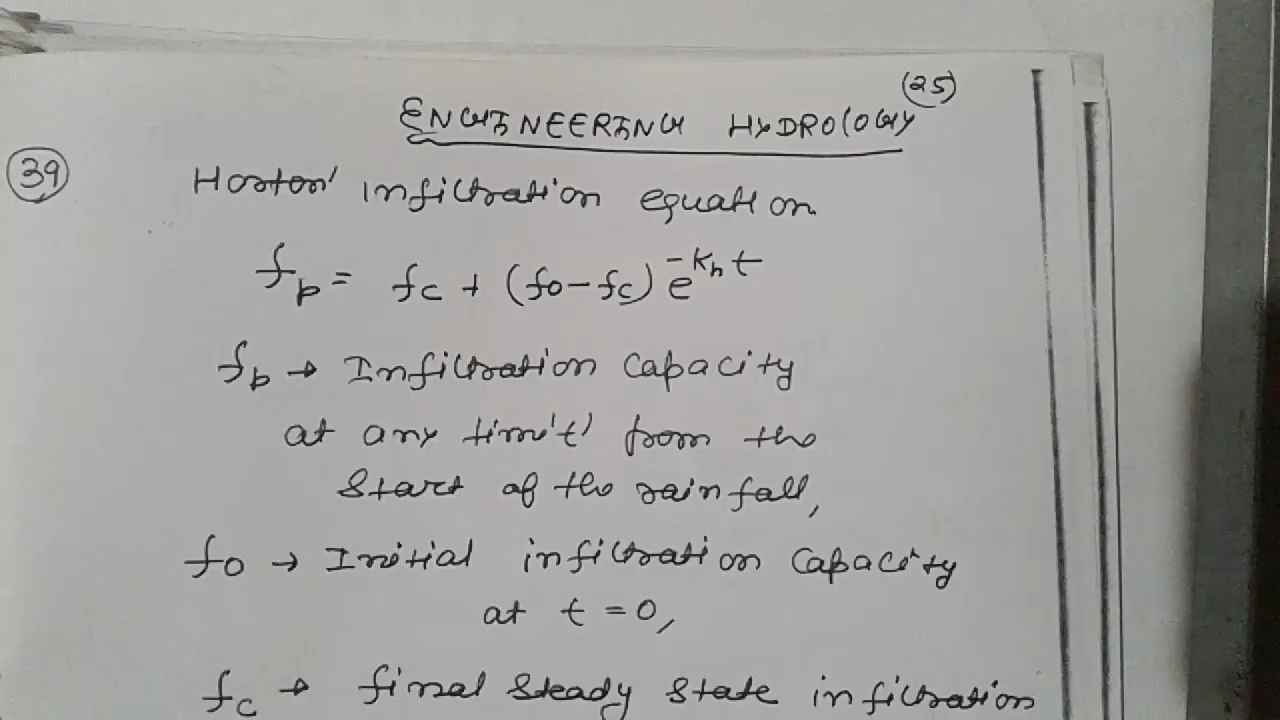 (25)
ENGINEERING HYDROLOGY
(39)
Horton' infiltration equation
fp = fc + (fo-fc) e^-Kh t
fp → Infiltration Capacity
at any tim't' from the
Start of the rainfall,
fo → Initial infiltration Capacity
at t = 0,
fc → final Steady State infiltration